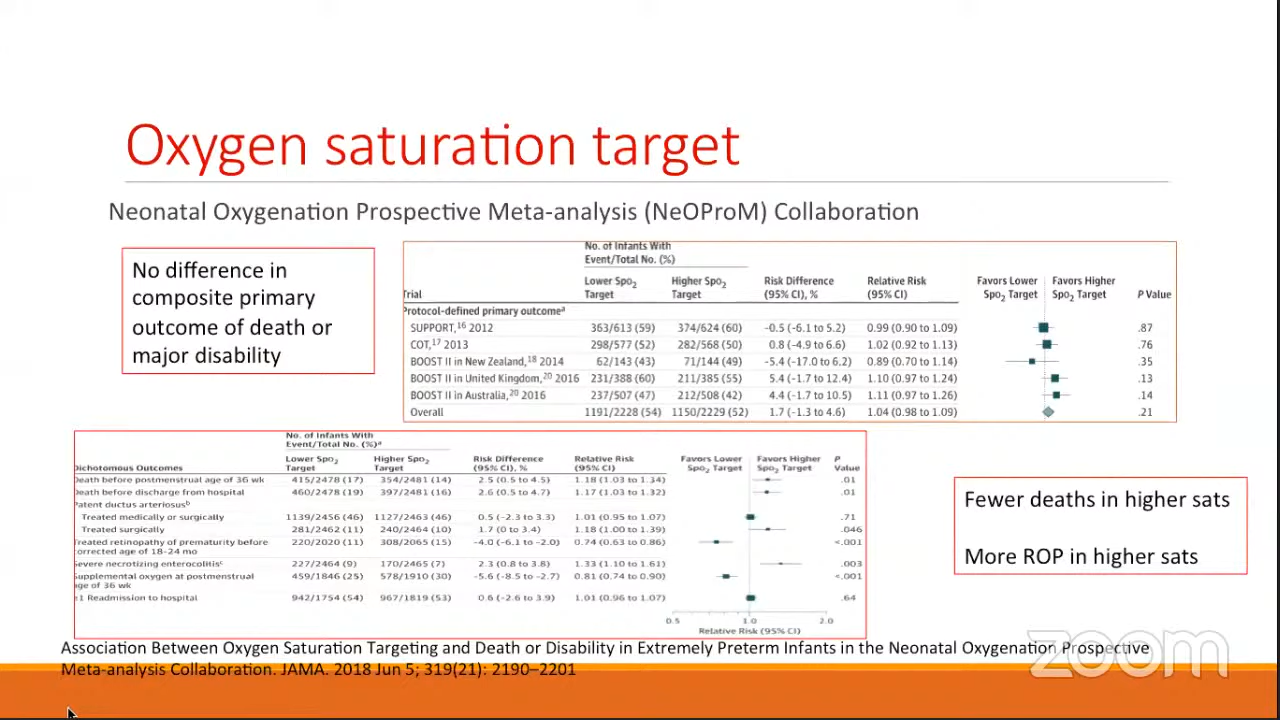 Oxygen saturation target
Neonatal Oxygenation Prospective Meta-analysis (NeOProM) Collaboration
No difference in
composite primary
outcome of death or
major disability
No. of Infants With
Event/Total No. (%)
Lower Spo2 Target Higher Spo2 Target Risk Difference (95% CI), % Relative Risk (95% CI) Favors Lower Spo2 Target Favors Higher Spo2 Target P Value
Trial
Protocol-defined primary outcomeª
SUPPORT,16 2012 363/613 (59) 374/624 (60) -0.5 (-6.1 to 5.2) 0.99 (0.90 to 1.09) .87
COT,17 2013 298/577 (52) 282/568 (50) 0.8 (-4.9 to 6.6) 1.02 (0.92 to 1.13) .76
BOOST II in New Zealand,18 2014 62/143 (43) 71/144 (49) -5.4 (-17.0 to 6.2) 0.89 (0.70 to 1.14) .35
BOOST II in United Kingdom,20 2016 231/388 (60) 211/385 (55) 5.4 (-1.7 to 12.4) 1.10 (0.97 to 1.24) .13
BOOST II in Australia,20 2016 237/507 (47) 212/508 (42) 4.4 (-1.7 to 10.5) 1.11 (0.97 to 1.26) .14
Overall 1191/2228 (54) 1150/2229 (52) 1.7 (-1.3 to 4.6) 1.04 (0.98 to 1.09) .21
No. of Infants With
Event/Total No. (%)ª
Dichotomous Outcomes Lower Spo2 Target Higher Spo2 Target Risk Difference (95% CI), % Relative Risk (95% CI) Favors Lower Spo2 Target Favors Higher Spo2 Target P Value
Death before postmenstrual age of 36 wk 415/2478 (17) 354/2481 (14) 2.5 (0.5 to 4.5) 1.18 (1.03 to 1.34) .01
Death before discharge from hospital 460/2478 (19) 397/2481 (16) 2.6 (0.5 to 4.7) 1.17 (1.03 to 1.32) .01
Patent ductus arteriosusb
Treated medically or surgically 1139/2456 (46) 1127/2463 (46) 0.5 (-2.3 to 3.3) 1.01 (0.95 to 1.07) .71
Treated surgically 281/2462 (11) 240/2464 (10) 1.7 (0 to 3.4) 1.18 (1.00 to 1.39) .046
Treated retinopathy of prematurity before
corrected age of 18-24 mo 220/2020 (11) 308/2065 (15) -4.0 (-6.1 to -2.0) 0.74 (0.63 to 0.86) <.001
Severe necrotizing enterocolitisc 227/2464 (9) 170/2465 (7) 2.3 (0.8 to 3.8) 1.33 (1.10 to 1.61) .003
Supplemental oxygen at postmenstrual
age of 36 wk 459/1846 (25) 578/1910 (30) -5.6 (-8.5 to -2.7) 0.81 (0.74 to 0.90) <.001
≥1 Readmission to hospital 942/1754 (54) 967/1819 (53) 0.6 (-2.6 to 3.9) 1.01 (0.96 to 1.07) .64
0.5 1.0 2.0
Relative Risk (95% CI)
Fewer deaths in higher sats
More ROP in higher sats
Association Between Oxygen Saturation Targeting and Death or Disability in Extremely Preterm Infants in the Neonatal Oxygenation Prospective
Meta-analysis Collaboration. JAMA. 2018 Jun 5; 319(21): 2190–2201
zoom